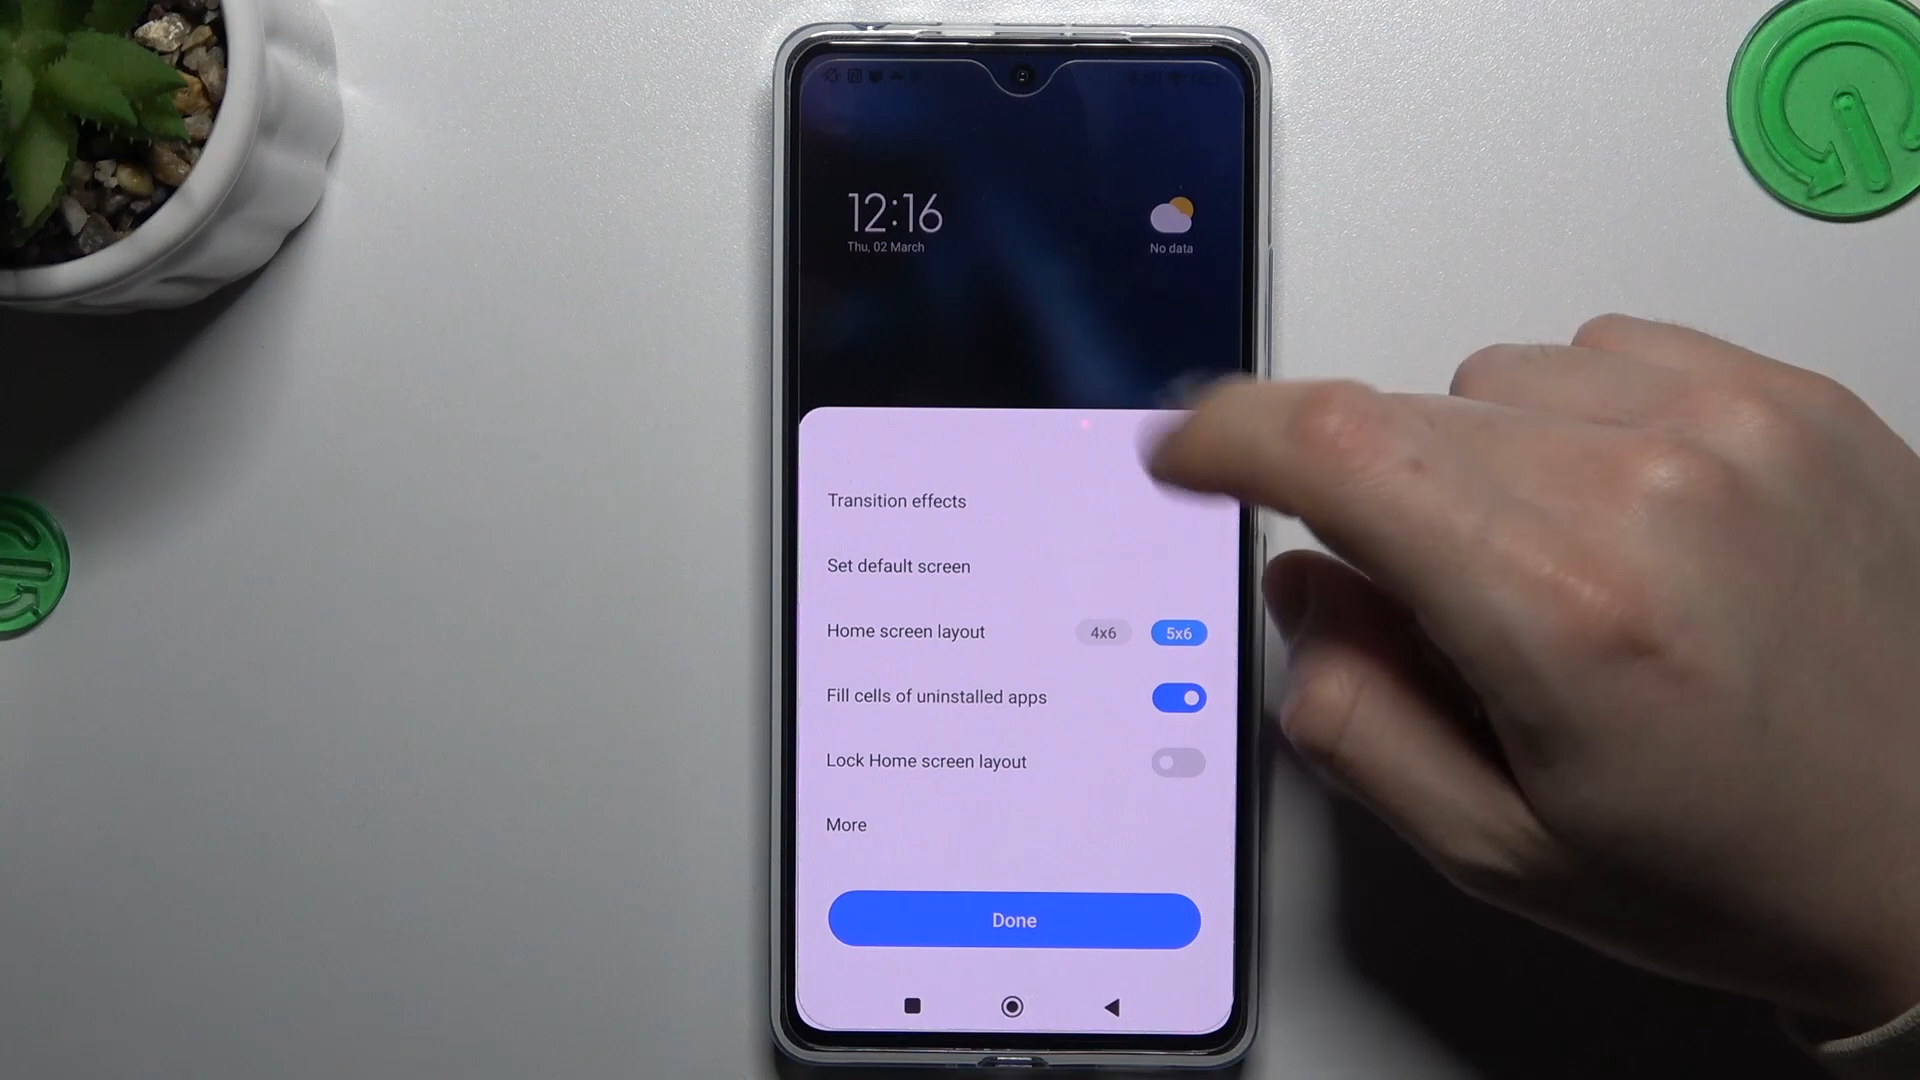 12:16
Thu, 02 March
No data
Transition effects
Set default screen
Home screen layout 4x6 5x6
Fill cells of uninstalled apps
Lock Home screen layout
More
Done